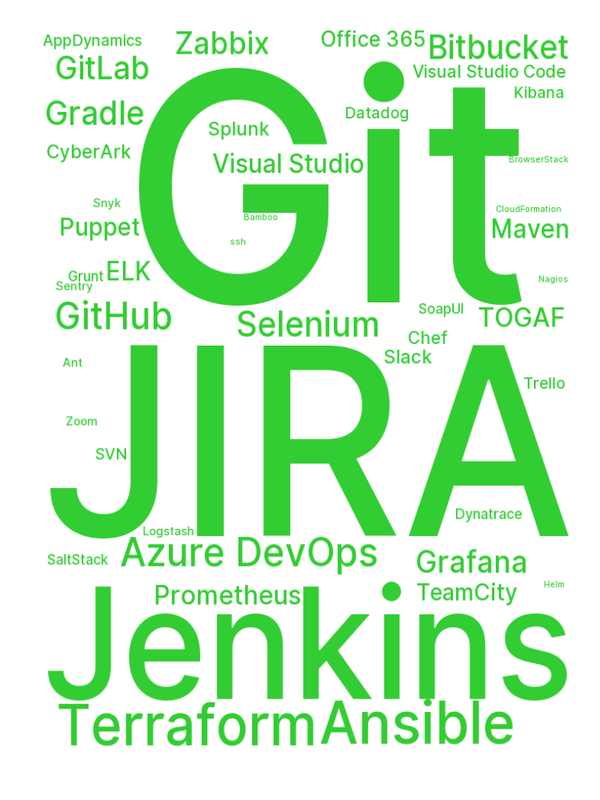 AppDynamics
Zabbix
Office 365
Bitbucket
GitLab
Visual Studio Code
Kibana
Gradle
Datadog
Splunk
CyberArk
Visual Studio
BrowserStack
Git
Snyk
Bamboo
CloudFormation
Puppet
Maven
ssh
Grunt
ELK
Sentry
Nagios
GitHub
Selenium
SoapUI
TOGAF
Chef
Slack
Ant
Trello
JIRA
Zoom
SVN
Dynatrace
Logstash
SaltStack
Azure DevOps
Grafana
Prometheus
TeamCity
Helm
Jenkins
Terraform
Ansible